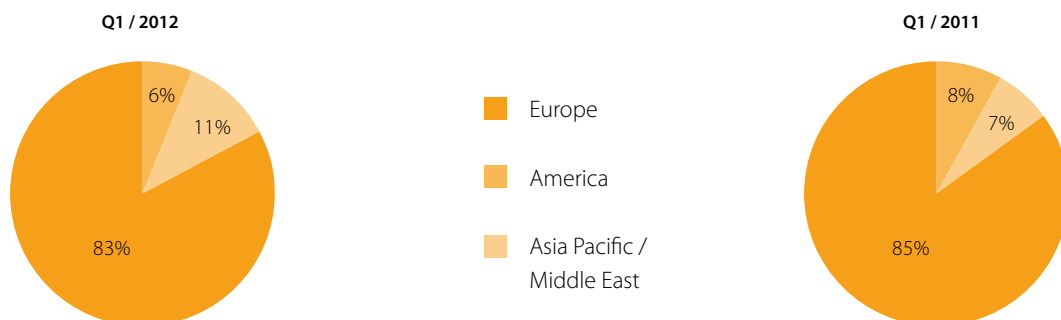 Q1 / 2012
6%
11%
83%
Europe
America
Asia Pacific /
Middle East
Q1 / 2011
8%
7%
85%